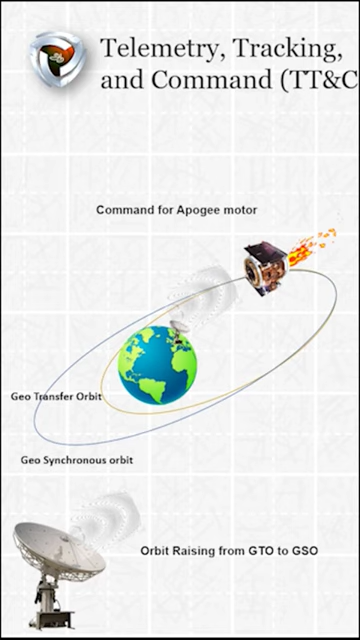 Telemetry, Tracking,
and Command (TT&C
Command for Apogee motor
Geo Transfer Orbit
Geo Synchronous orbit
Orbit Raising from GTO to GSO